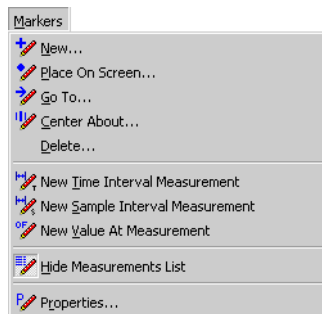 Markers
New...
Place On Screen...
Go To...
Center About...
Delete...
New Time Interval Measurement
New Sample Interval Measurement
New Value At Measurement
Hide Measurements List
Properties...